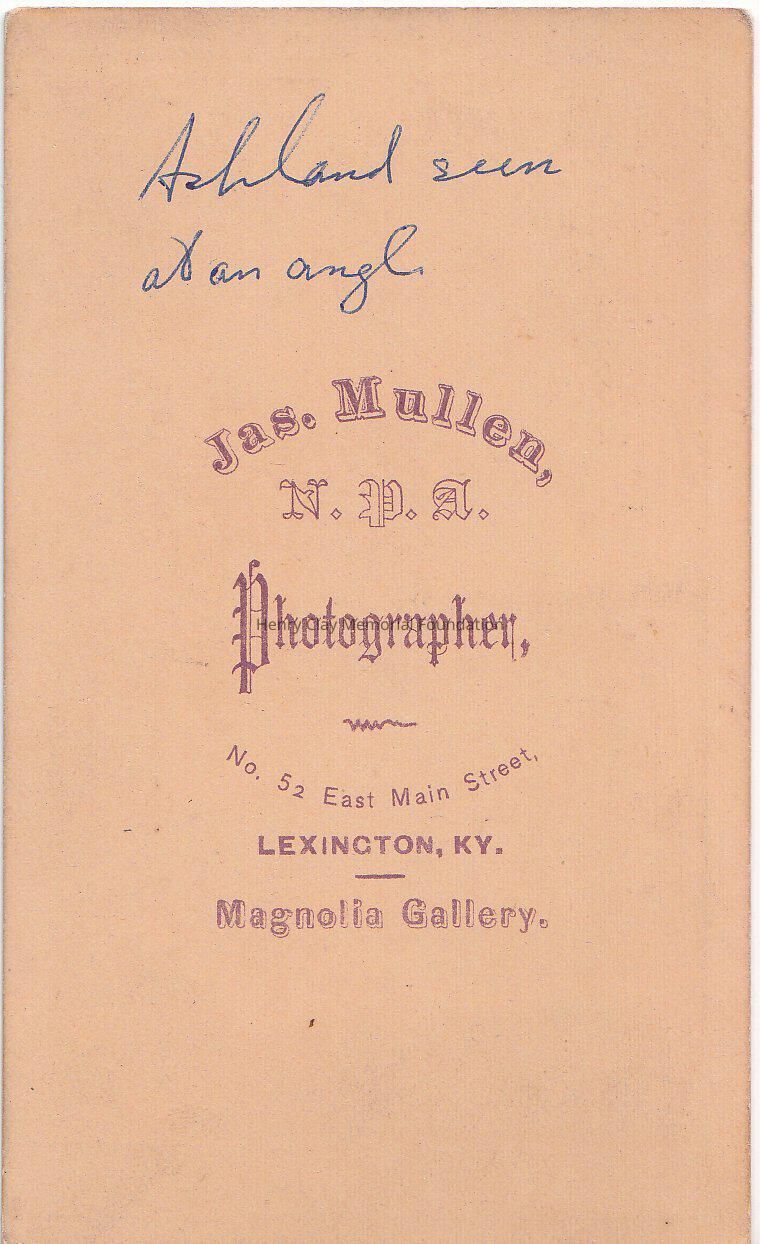 Ashland seen
at an angle
Jas. Mullen,
N. P. A.
Photographer,
Henry Clay Memorial Foundation
No. 52 East Main Street,
LEXINGTON, KY.
Magnolia Gallery.